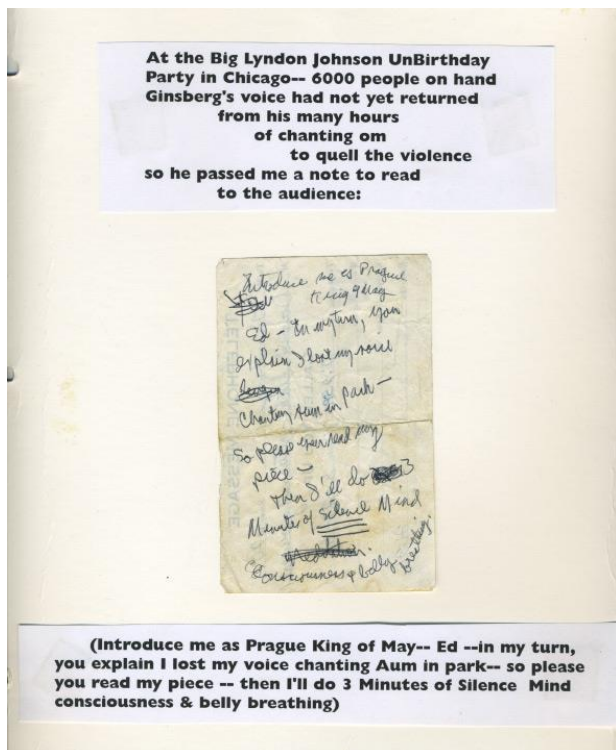 At the Big Lyndon Johnson UnBirthday
Party in Chicago-- 6000 people on hand
Ginsberg's voice had not yet returned
from his many hours
of chanting om
to quell the violence
so he passed me a note to read
to the audience:
Introduce me as Prague
King of May
Ed – In my turn, you
explain I lost my voice
Chanting Aum in Park –
So please you read my
piece –
then I'll do 3
Minutes of Silence Mind
Consciousness & belly breathing.
(Introduce me as Prague King of May-- Ed --in my turn,
you explain I lost my voice chanting Aum in park-- so please
you read my piece -- then I'll do 3 Minutes of Silence Mind
consciousness & belly breathing)